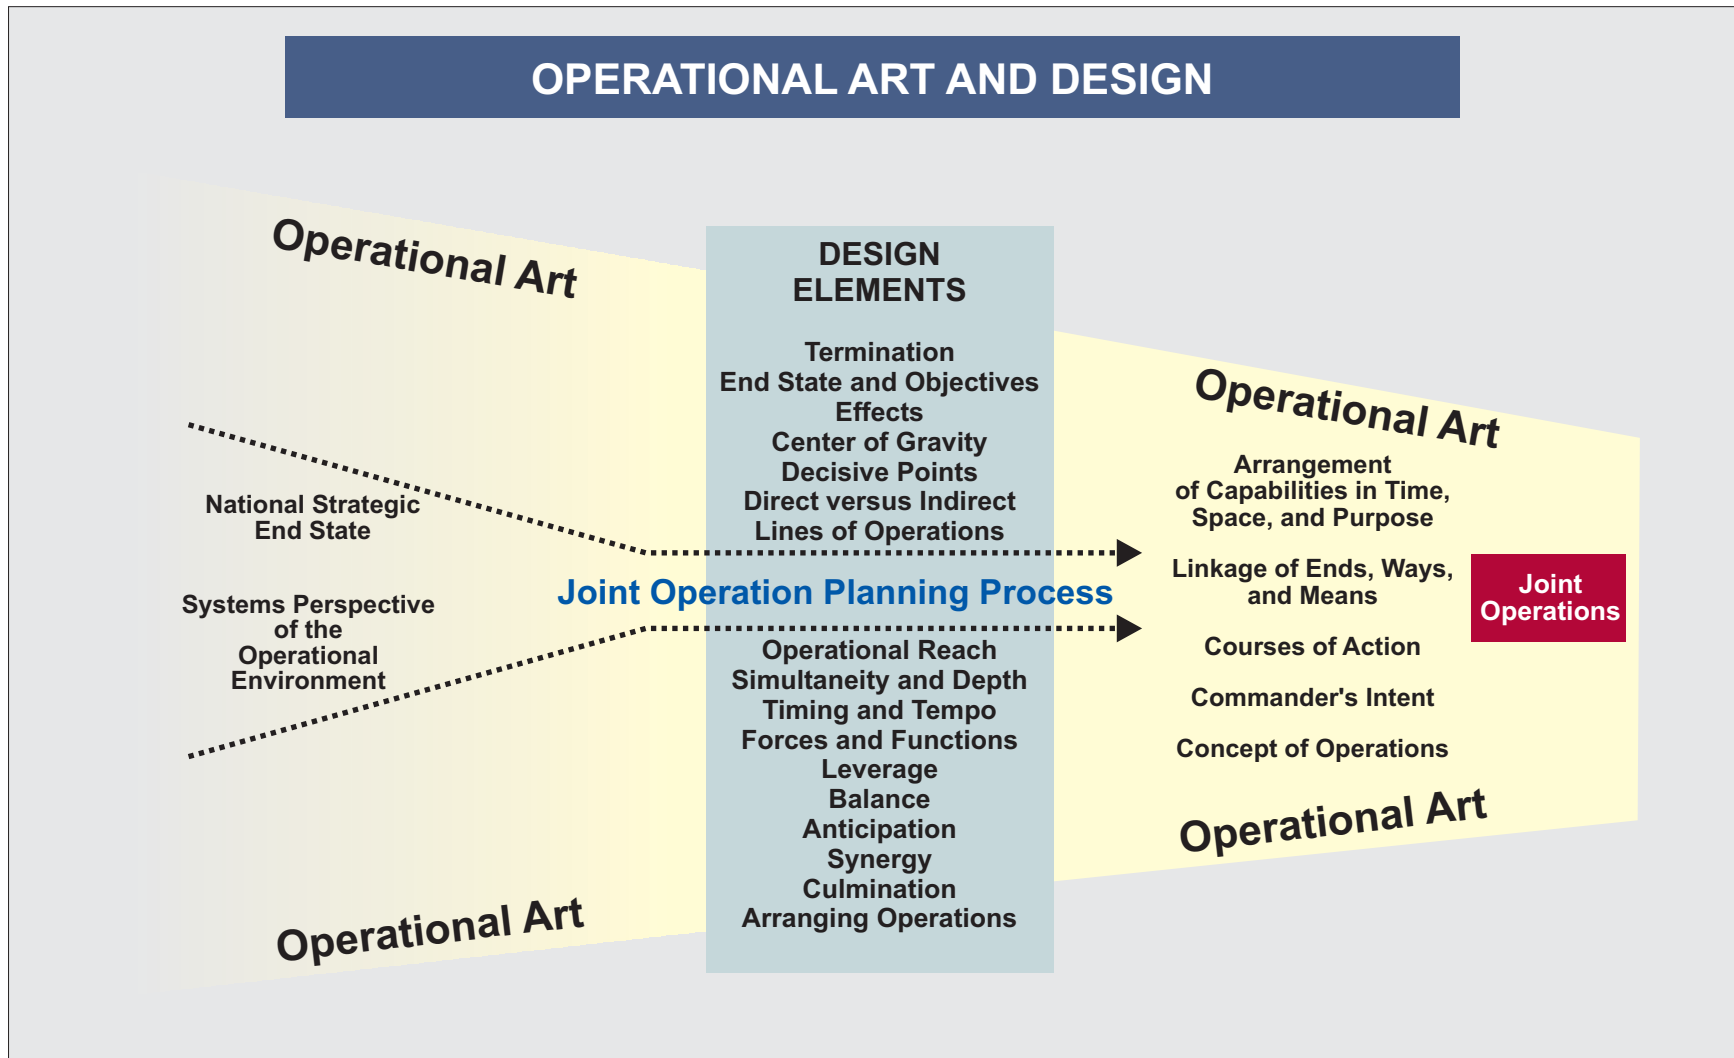 OPERATIONAL ART AND DESIGN
Operational Art
National Strategic
End State
Systems Perspective
of the
Operational
Environment
Operational Art
DESIGN
ELEMENTS
Termination
End State and Objectives
Effects
Center of Gravity
Decisive Points
Direct versus Indirect
Lines of Operations
Joint Operation Planning Process
Operational Reach
Simultaneity and Depth
Timing and Tempo
Forces and Functions
Leverage
Balance
Anticipation
Synergy
Culmination
Arranging Operations
Operational Art
Arrangement
of Capabilities in Time,
Space, and Purpose
Linkage of Ends, Ways,
and Means
Courses of Action
Commander's Intent
Concept of Operations
Operational Art
Joint
Operations